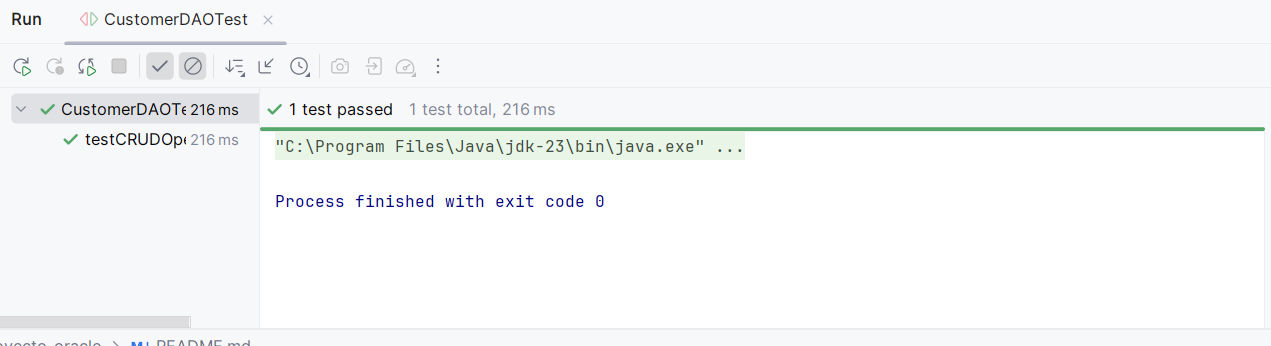 Run CustomerDAOTest
CustomerDAOTe 216 ms
1 test passed 1 test total, 216 ms
testCRUDOpe 216 ms
"C:\Program Files\Java\jdk-23\bin\java.exe" ...
Process finished with exit code 0
oyecto_oracle > M↓ README.md